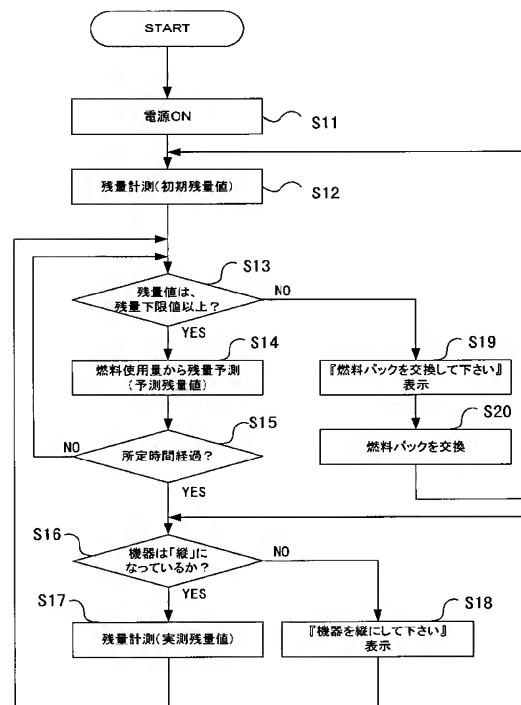 START
電源ON
S11
残量計測(初期残量値)
S12
S13
残量値は、
残量下限値以上？
NO
YES
S14
燃料使用量から残量予測
(予測残量値)
S19
『燃料パックを交換して下さい』
表示
S15
NO
所定時間経過？
YES
S20
燃料パックを交換
S16
機器は「縦」に
なっているか？
NO
YES
S17
残量計測(実測残量値)
S18
『機器を縦にして下さい』
表示